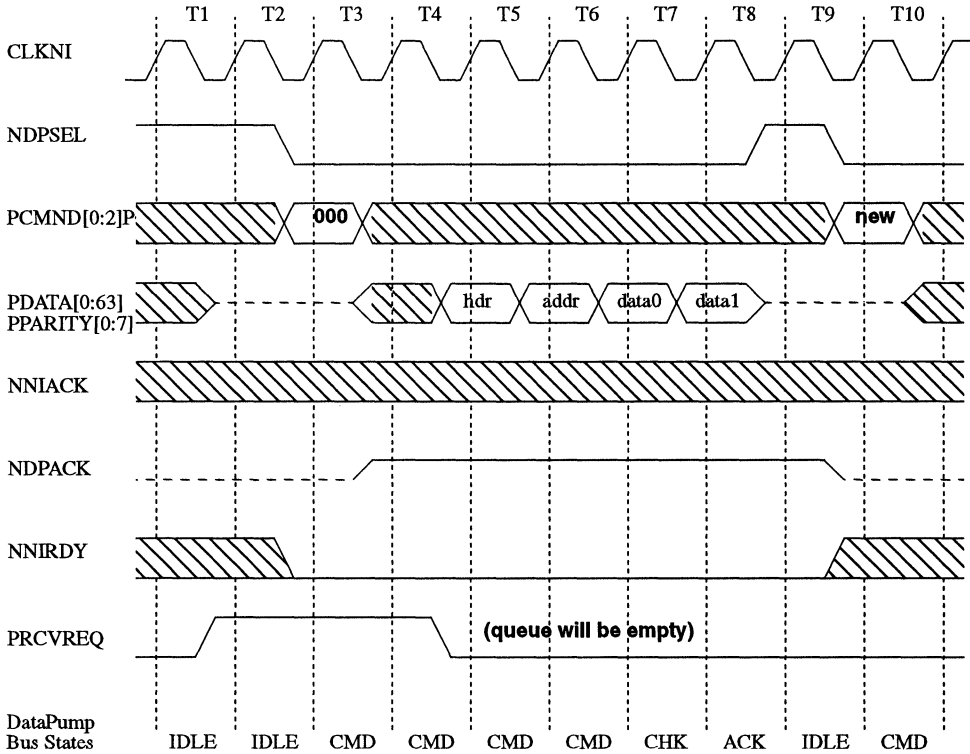 T1 T2 T3 T4 T5 T6 T7 T8 T9 T10
CLKNI
NDPSEL
PCMND[0:2]P
000
new
PDATA[0:63]
PPARITY[0:7]
hdr addr data0 data1
NNIACK
NDPACK
NNIRDY
PRCVREQ
(queue will be empty)
DataPump
Bus States
IDLE IDLE CMD CMD CMD CMD CHK ACK IDLE CMD